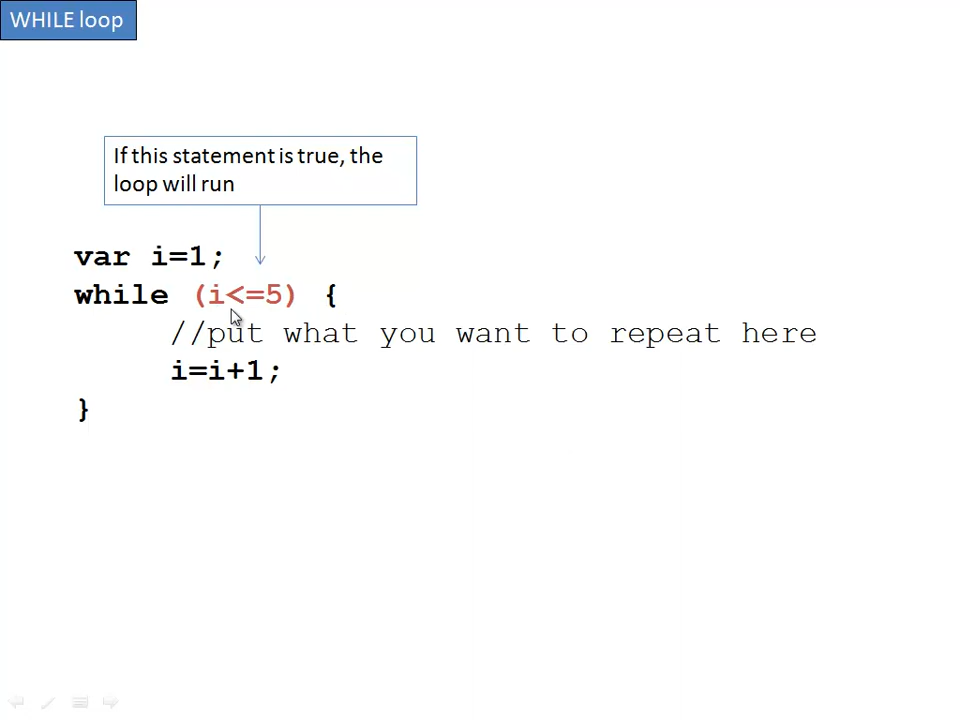 WHILE loop
If this statement is true, the
loop will run
var i=1;
while (i<=5) {
//put what you want to repeat here
i=i+1;
}